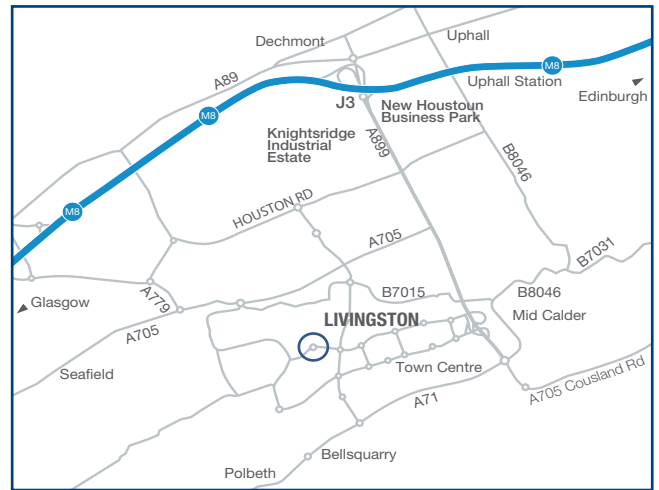 Dechmont
Uphall
M8
Uphall Station
A89
Edinburgh
J3
New Houstoun
Business Park
M8
Knightsridge
Industrial
Estate
A899
B8046
HOUSTON RD
M8
A705
B7031
A779
B7015
B8046
Glasgow
LIVINGSTON
Mid Calder
A705
Seafield
Town Centre
A705 Cousland Rd
A71
Bellsquarry
Polbeth